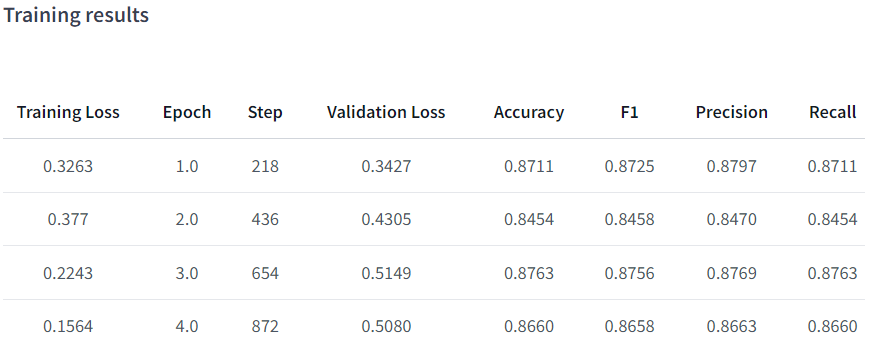 Training results
Training Loss Epoch Step Validation Loss Accuracy F1 Precision Recall
0.3263 1.0 218 0.3427 0.8711 0.8725 0.8797 0.8711
0.377 2.0 436 0.4305 0.8454 0.8458 0.8470 0.8454
0.2243 3.0 654 0.5149 0.8763 0.8756 0.8769 0.8763
0.1564 4.0 872 0.5080 0.8660 0.8658 0.8663 0.8660